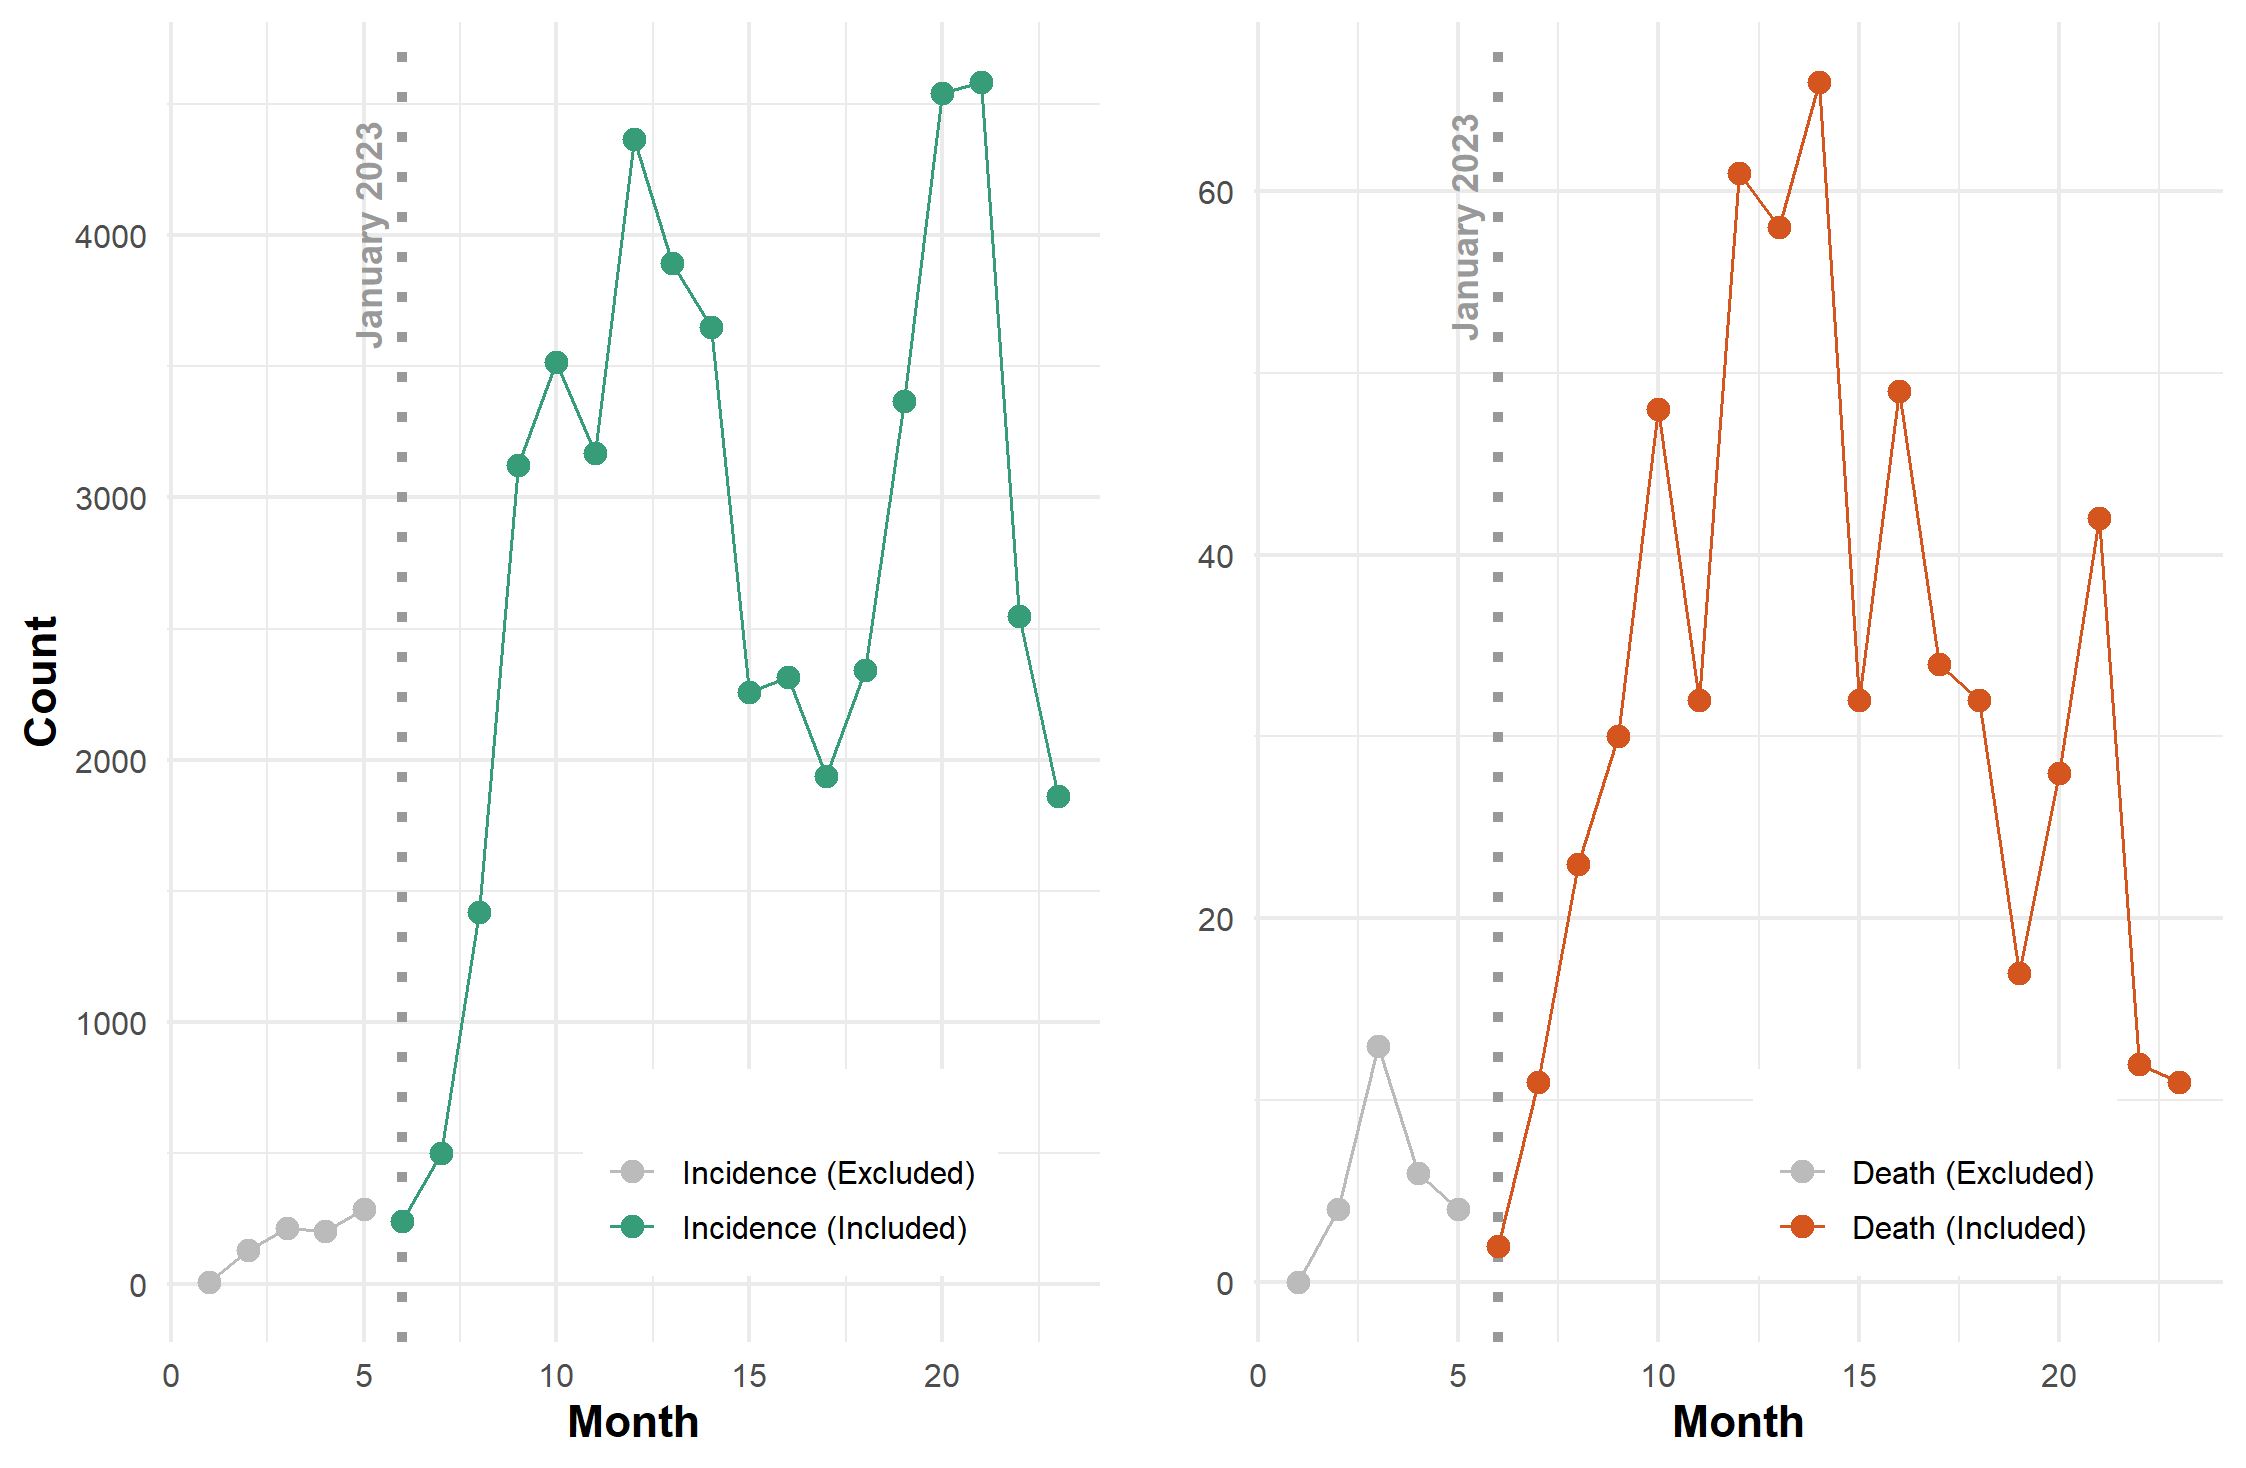 Count
4000
3000
2000
1000
0
January 2023
Incidence (Excluded)
Incidence (Included)
0 5 10 15 20
Month
60
40
20
0
January 2023
Death (Excluded)
Death (Included)
0 5 10 15 20
Month